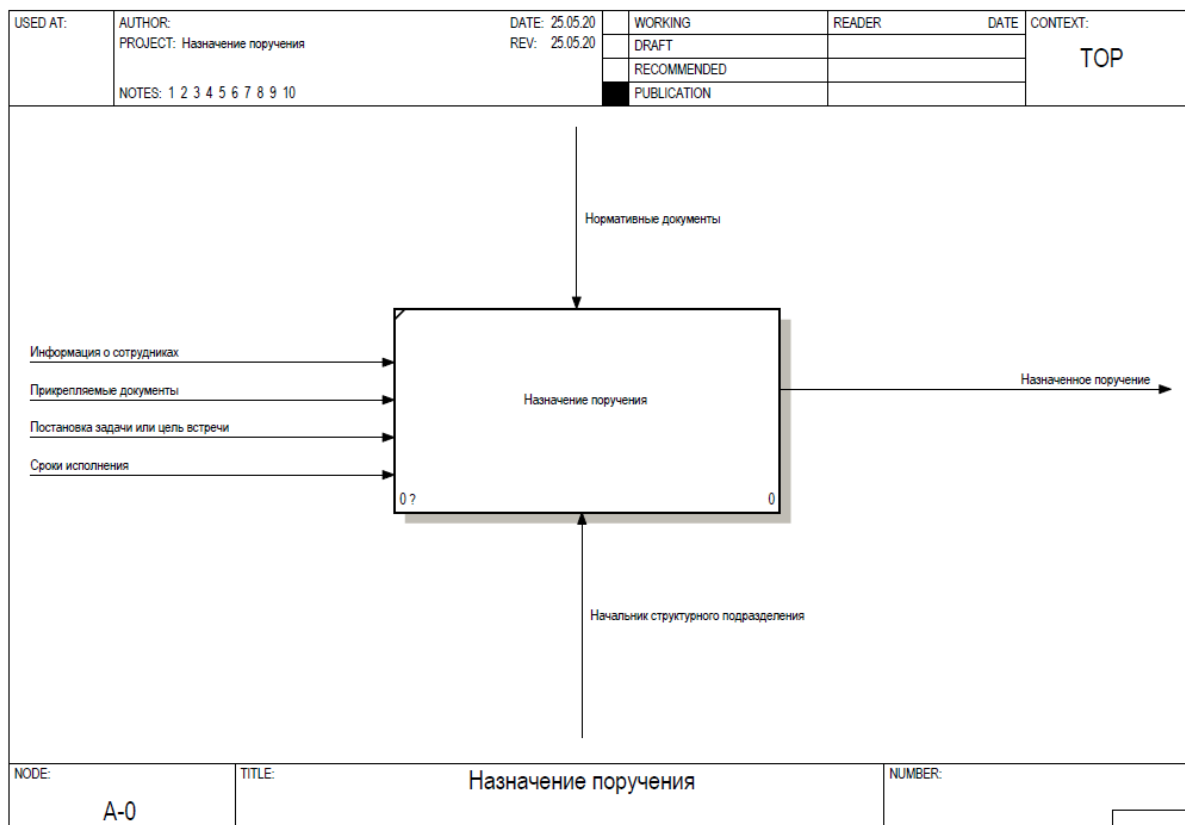 USED AT:
AUTHOR:
DATE: 25.05.20
PROJECT: Назначение поручения
REV: 25.05.20
NOTES: 1 2 3 4 5 6 7 8 9 10
WORKING
DRAFT
RECOMMENDED
PUBLICATION
READER DATE
CONTEXT:
TOP
Нормативные документы
Информация о сотрудниках
Прикрепляемые документы
Постановка задачи или цель встречи
Сроки исполнения
Назначение поручения
0 ?
0
Назначенное поручение
Начальник структурного подразделения
NODE:
A-0
TITLE:
Назначение поручения
NUMBER: